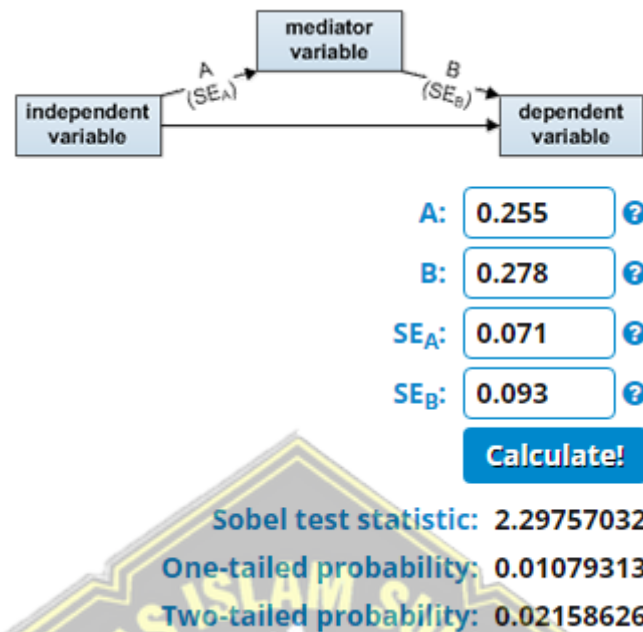 mediator
variable
A
(SEA)
B
(SEB)
independent
variable
dependent
variable
A: 0.255
B: 0.278
SEA: 0.071
SEB: 0.093
Calculate!
Sobel test statistic: 2.29757032
One-tailed probability: 0.01079313
Two-tailed probability: 0.02158626
ISLAM